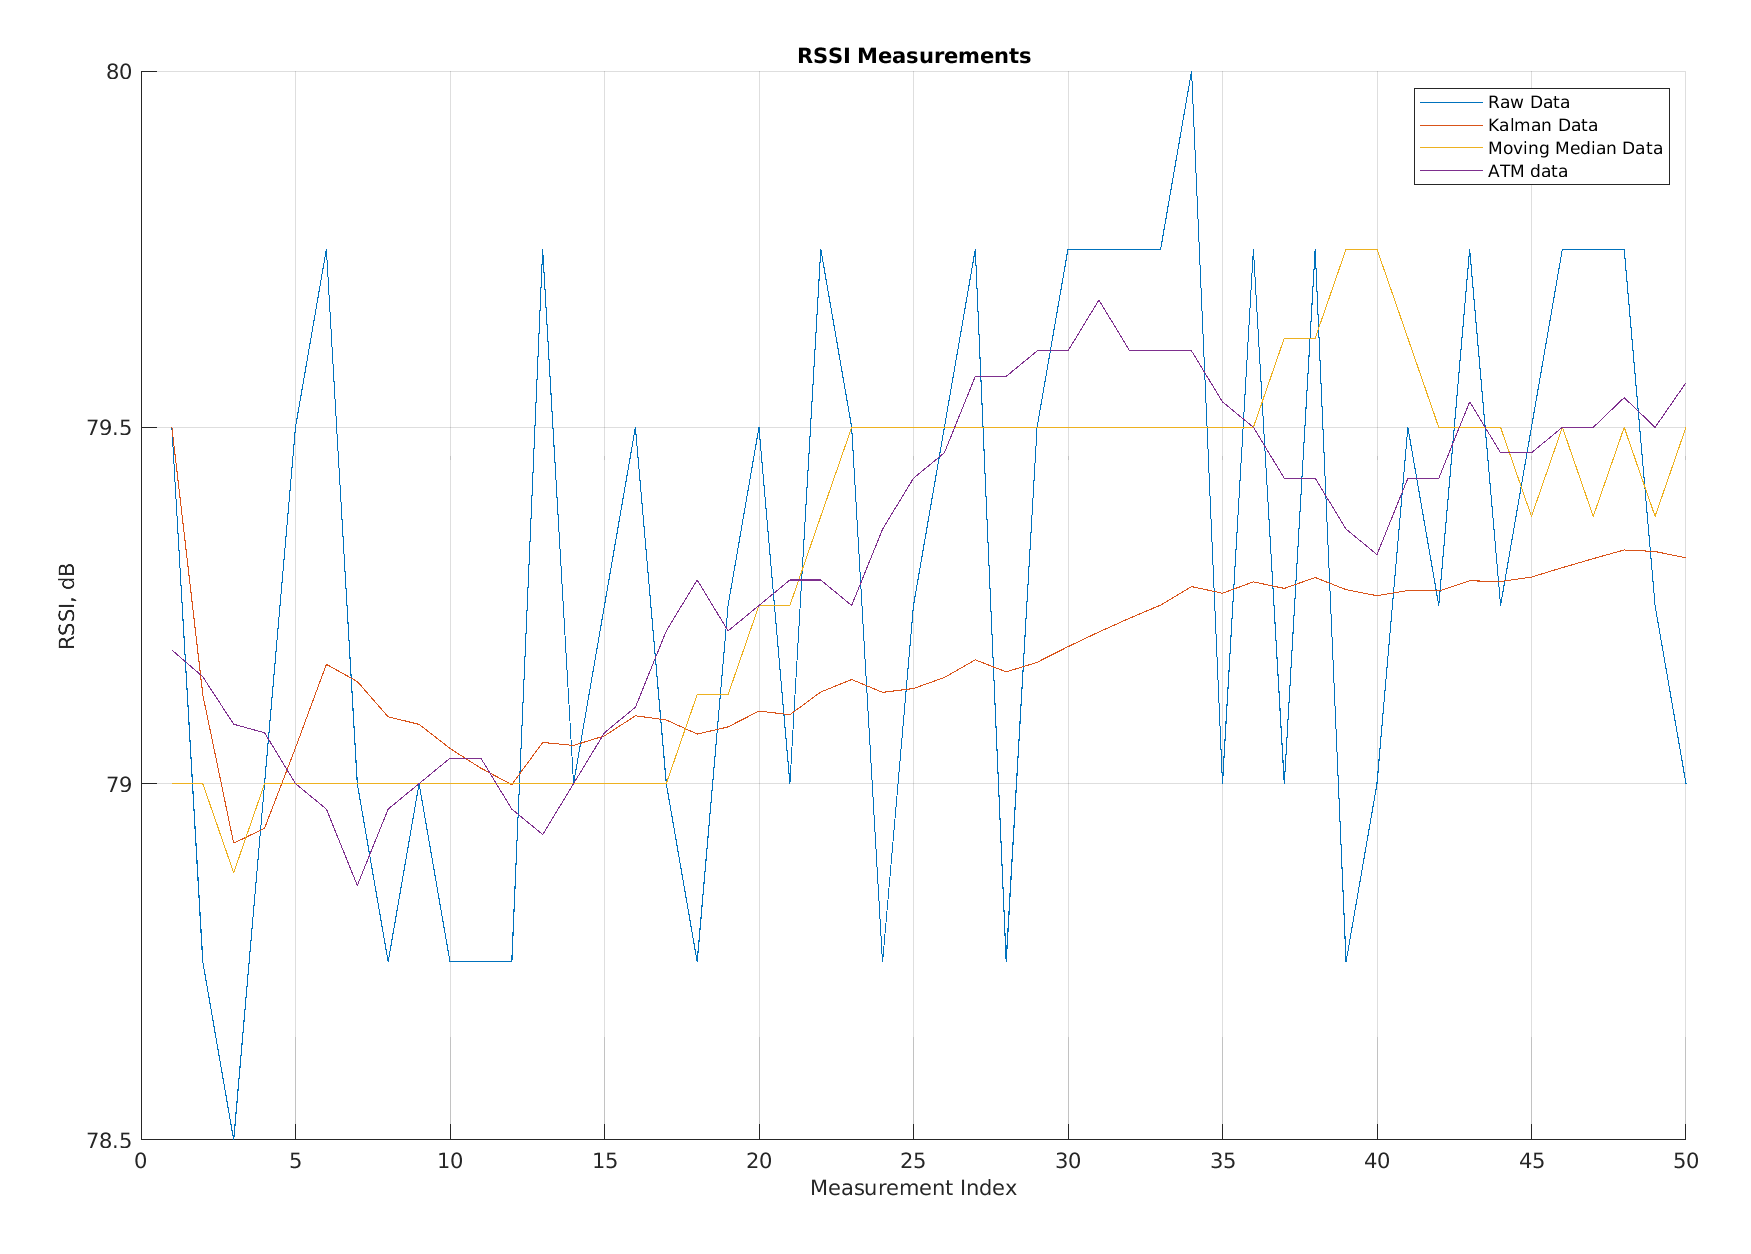 RSSI Measurements
80
79.5
79
78.5
RSSI, dB
Raw Data
Kalman Data
Moving Median Data
ATM data
0 5 10 15 20 25 30 35 40 45 50
Measurement Index